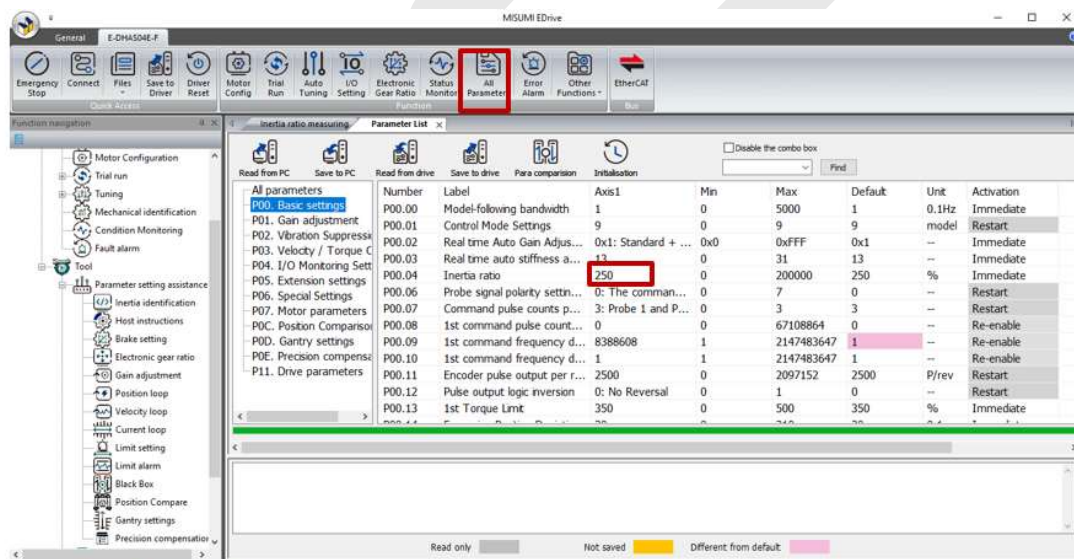 MISUMI EDrive
General E-DHAS04E-F
Emergency Stop Connect Files Save to Driver Driver Reset Motor Config Trial Run Auto Tuning I/O Setting Electronic Gear Ratio Status Monitor All Parameter Error Alarm Other Functions EtherCAT
Quick Access Function Bus
Function navigation
Inertia ratio measuring Parameter List
Motor Configuration
Trial run
Tuning
Mechanical identification
Condition Monitoring
Fault alarm
Tool
Parameter setting assistance
Inertia identification
Host instructions
Brake setting
Electronic gear ratio
Gain adjustment
Position loop
Velocity loop
Current loop
Limit setting
Limit alarm
Black Box
Position Compare
Gantry settings
Precision compensation
Read from PC Save to PC Read from drive Save to drive Para comparision Initialisation
Disable the combo box
Find
All parameters
P00. Basic settings
P01. Gain adjustment
P02. Vibration Suppressi
P03. Velocity / Torque C
P04. I/O Monitoring Sett
P05. Extension settings
P06. Special Settings
P07. Motor parameters
P0C. Position Compariso
P0D. Gantry settings
P0E. Precision compensa
P11. Drive parameters
Number Label Axis1 Min Max Default Unit Activation
P00.00 Model-following bandwidth 1 0 5000 1 0.1Hz Immediate
P00.01 Control Mode Settings 9 0 9 9 model Restart
P00.02 Real time Auto Gain Adjus... 0x1: Standard + ... 0x0 0xFFF 0x1 -- Immediate
P00.03 Real time auto stiffness a... 13 0 31 13 -- Immediate
P00.04 Inertia ratio 250 0 200000 250 % Immediate
P00.06 Probe signal polarity settin... 0: The comman... 0 7 0 -- Restart
P00.07 Command pulse counts p... 3: Probe 1 and P... 0 3 3 -- Restart
P00.08 1st command pulse count... 0 0 67108864 0 -- Re-enable
P00.09 1st command frequency d... 8388608 1 2147483647 1 -- Re-enable
P00.10 1st command frequency d... 1 1 2147483647 1 -- Re-enable
P00.11 Encoder pulse output per r... 2500 0 2097152 2500 P/rev Restart
P00.12 Pulse output logic inversion 0: No Reversal 0 1 0 -- Restart
P00.13 1st Torque Limit 350 0 500 350 % Immediate
Read only Not saved Different from default